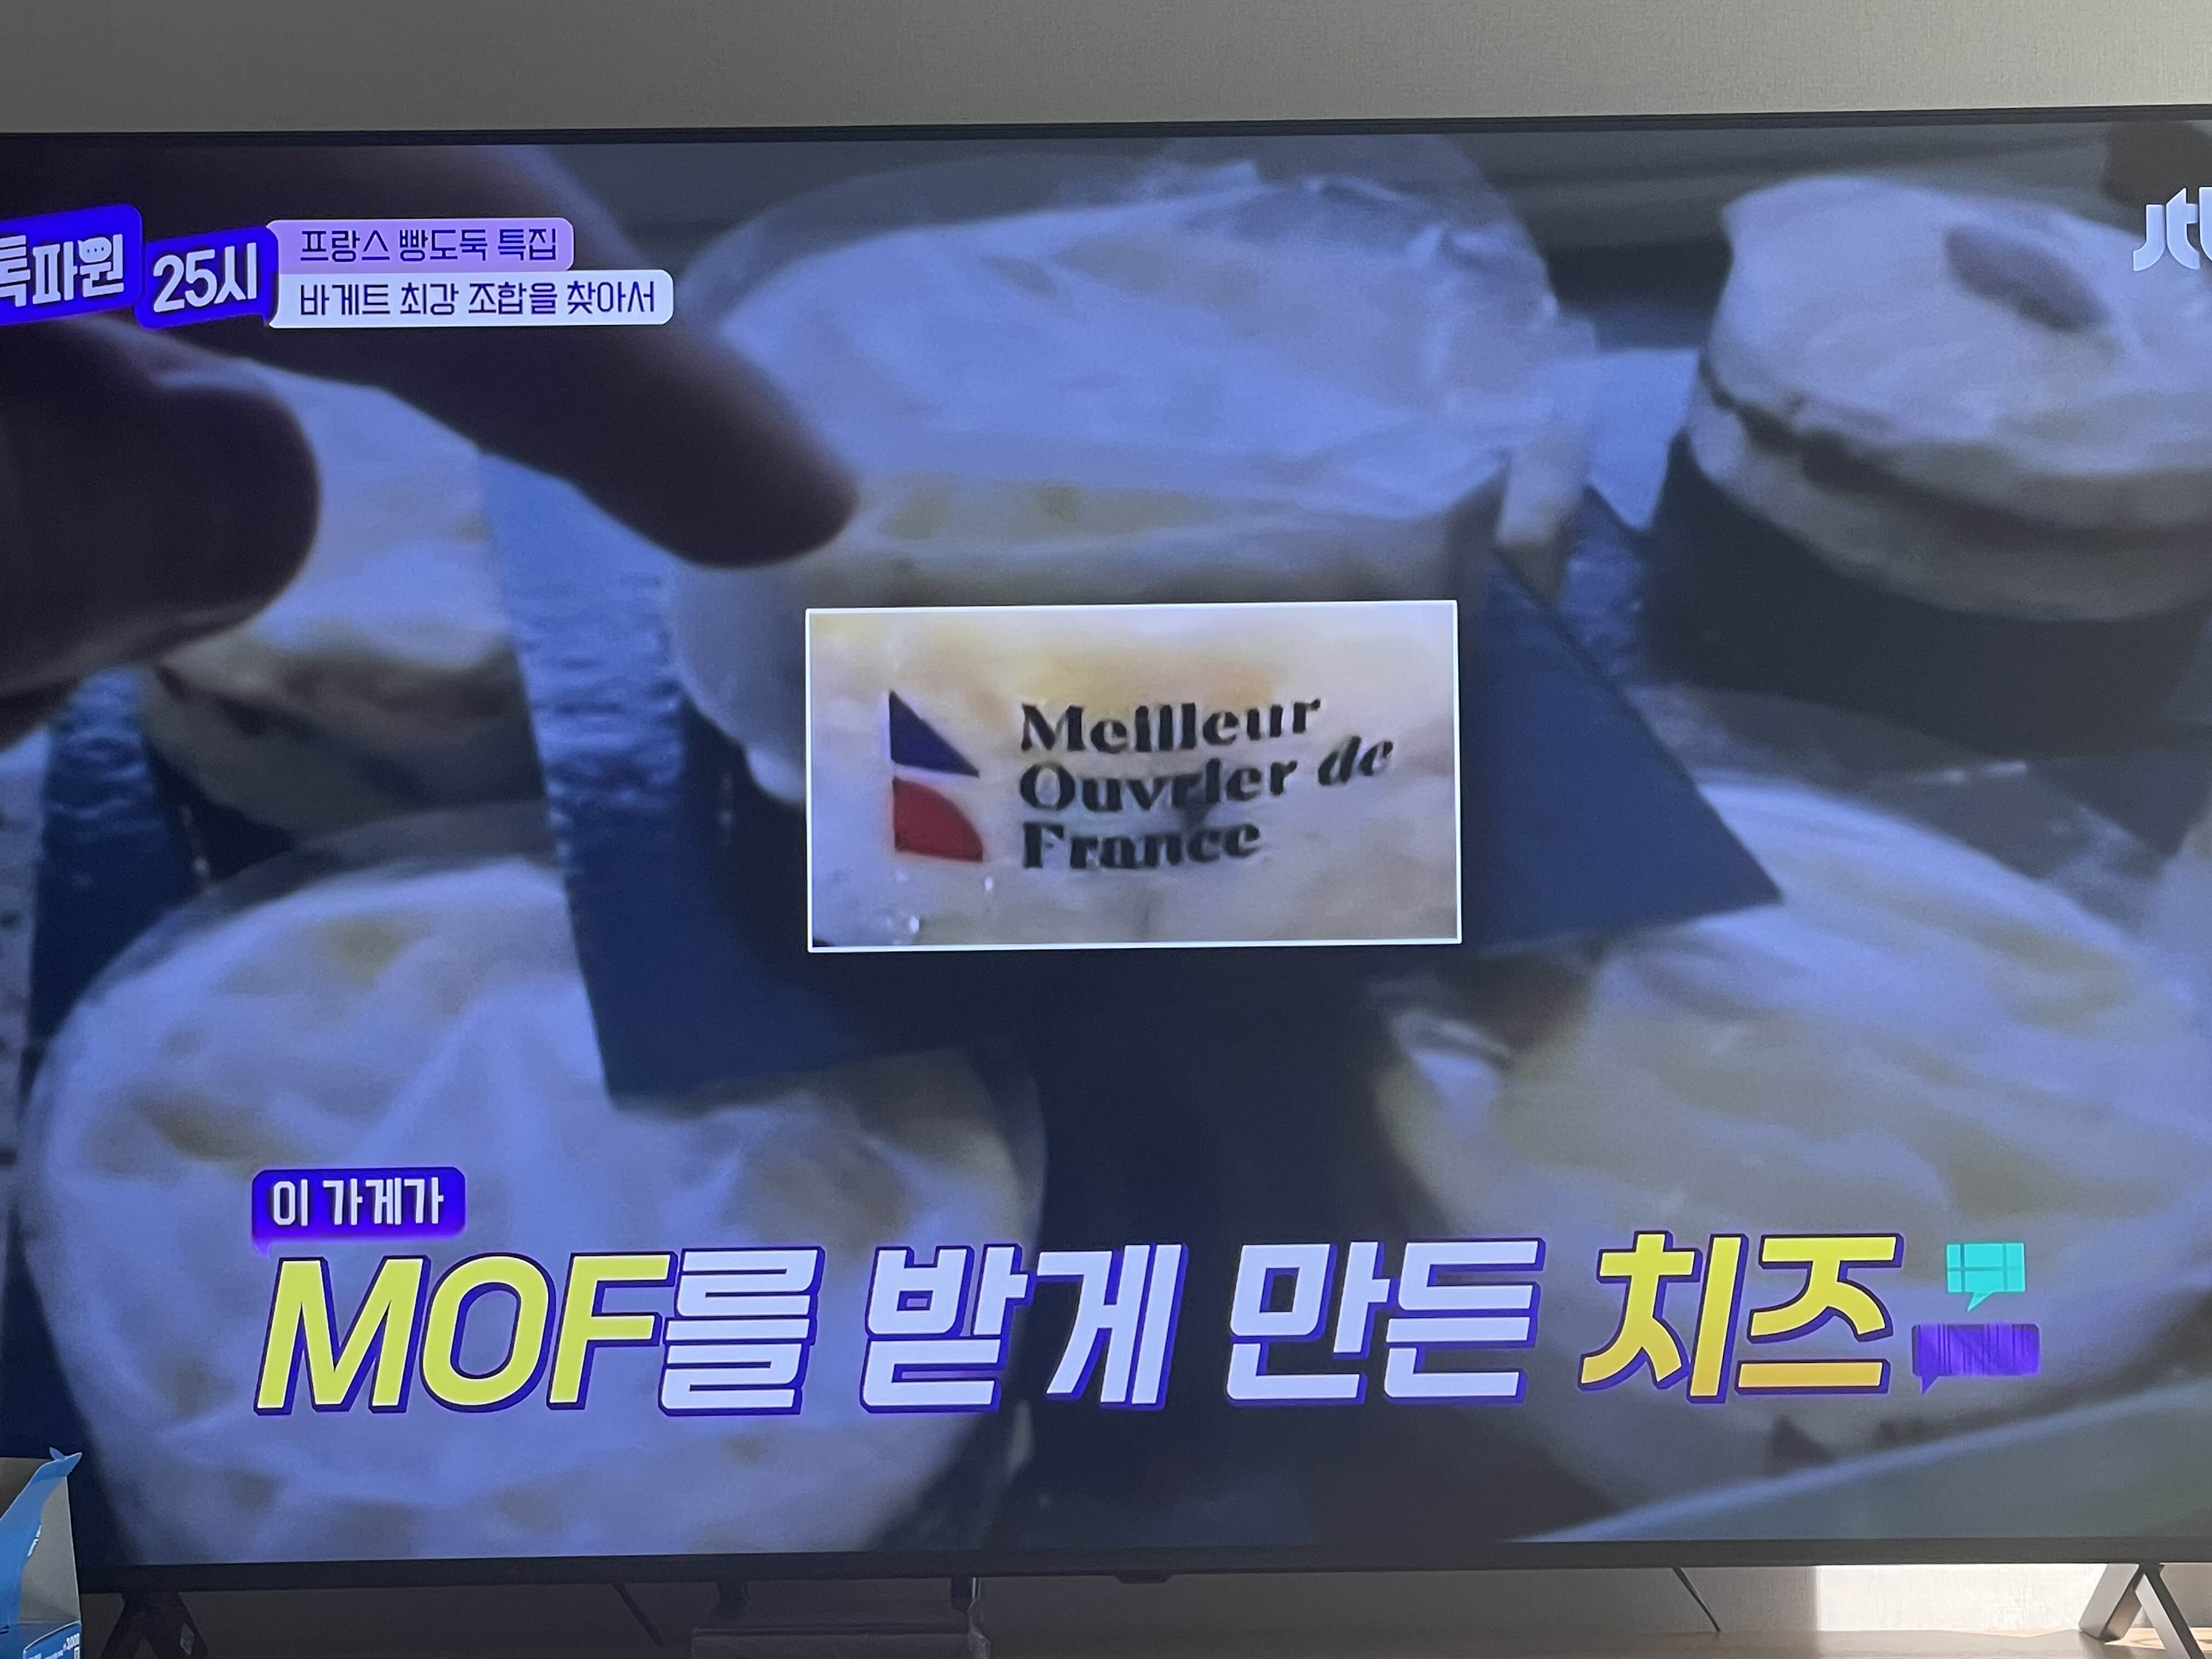 톡파원 25시
프랑스 빵도둑 특집
바게트 최강 조합을 찾아서
Meilleur
Ouvrier de
France
이 가게가
MOF를 받게 만든 치즈